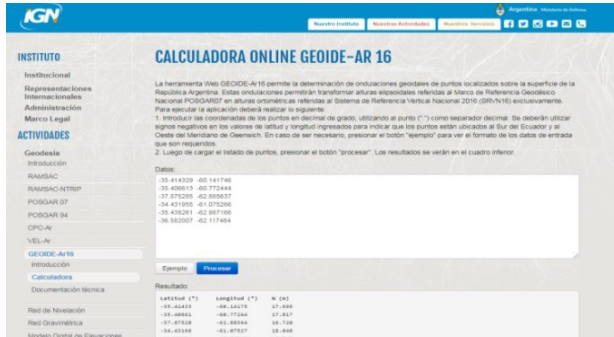 IGN
Argentina Ministerio de Defensa
Nuestro Instituto
Nuestras Actividades
Nuestros Servicios
INSTITUTO
Institucional
Representaciones
Internacionales
Administración
Marco Legal
ACTIVIDADES
Geodesia
Introducción
RAMSAC
RAMSAC-NTRIP
POSGAR 07
POSGAR 94
CPC-Ar
VEL-Ar
GEOIDE-Ar16
Introducción
Calculadora
Documentación técnica
Red de Nivelación
Red Gravimétrica
Modelo Digital de Elevaciones
CALCULADORA ONLINE GEOIDE-AR 16
La herramienta Web GEOIDE-Ar16 permite la determinación de ondulaciones geoidales de puntos localizados sobre la superficie de la
República Argentina. Estas ondulaciones permitirán transformar alturas elipsoidales referidas al Marco de Referencia Geodésico
Nacional POSGAR07 en alturas ortométricas referidas al Sistema de Referencia Vertical Nacional 2016 (SRVN16) exclusivamente.
Para ejecutar la aplicación deberá realizar lo siguiente:
1. Introducir las coordenadas de los puntos en decimal de grado, utilizando al punto (".") como separador decimal. Se deberán utilizar
signos negativos en los valores de latitud y longitud ingresados para indicar que los puntos están ubicados al Sur del Ecuador y al
Oeste del Meridiano de Greenwich. En caso de ser necesario, presionar el botón "ejemplo" para ver el formato de los datos de entrada
que son requeridos.
2. Luego de cargar el listado de puntos, presionar el botón "procesar". Los resultados se verán en el cuadro inferior.
Datos:
-35.414329 -60.141746
-35.406613 -60.772444
-37.875285 -62.885637
-34.431955 -61.075266
-35.438261 -62.967166
-36.562007 -62.117464
Ejemplo
Procesar
Resultado:
Latitud (°) Longitud (°) N (m)